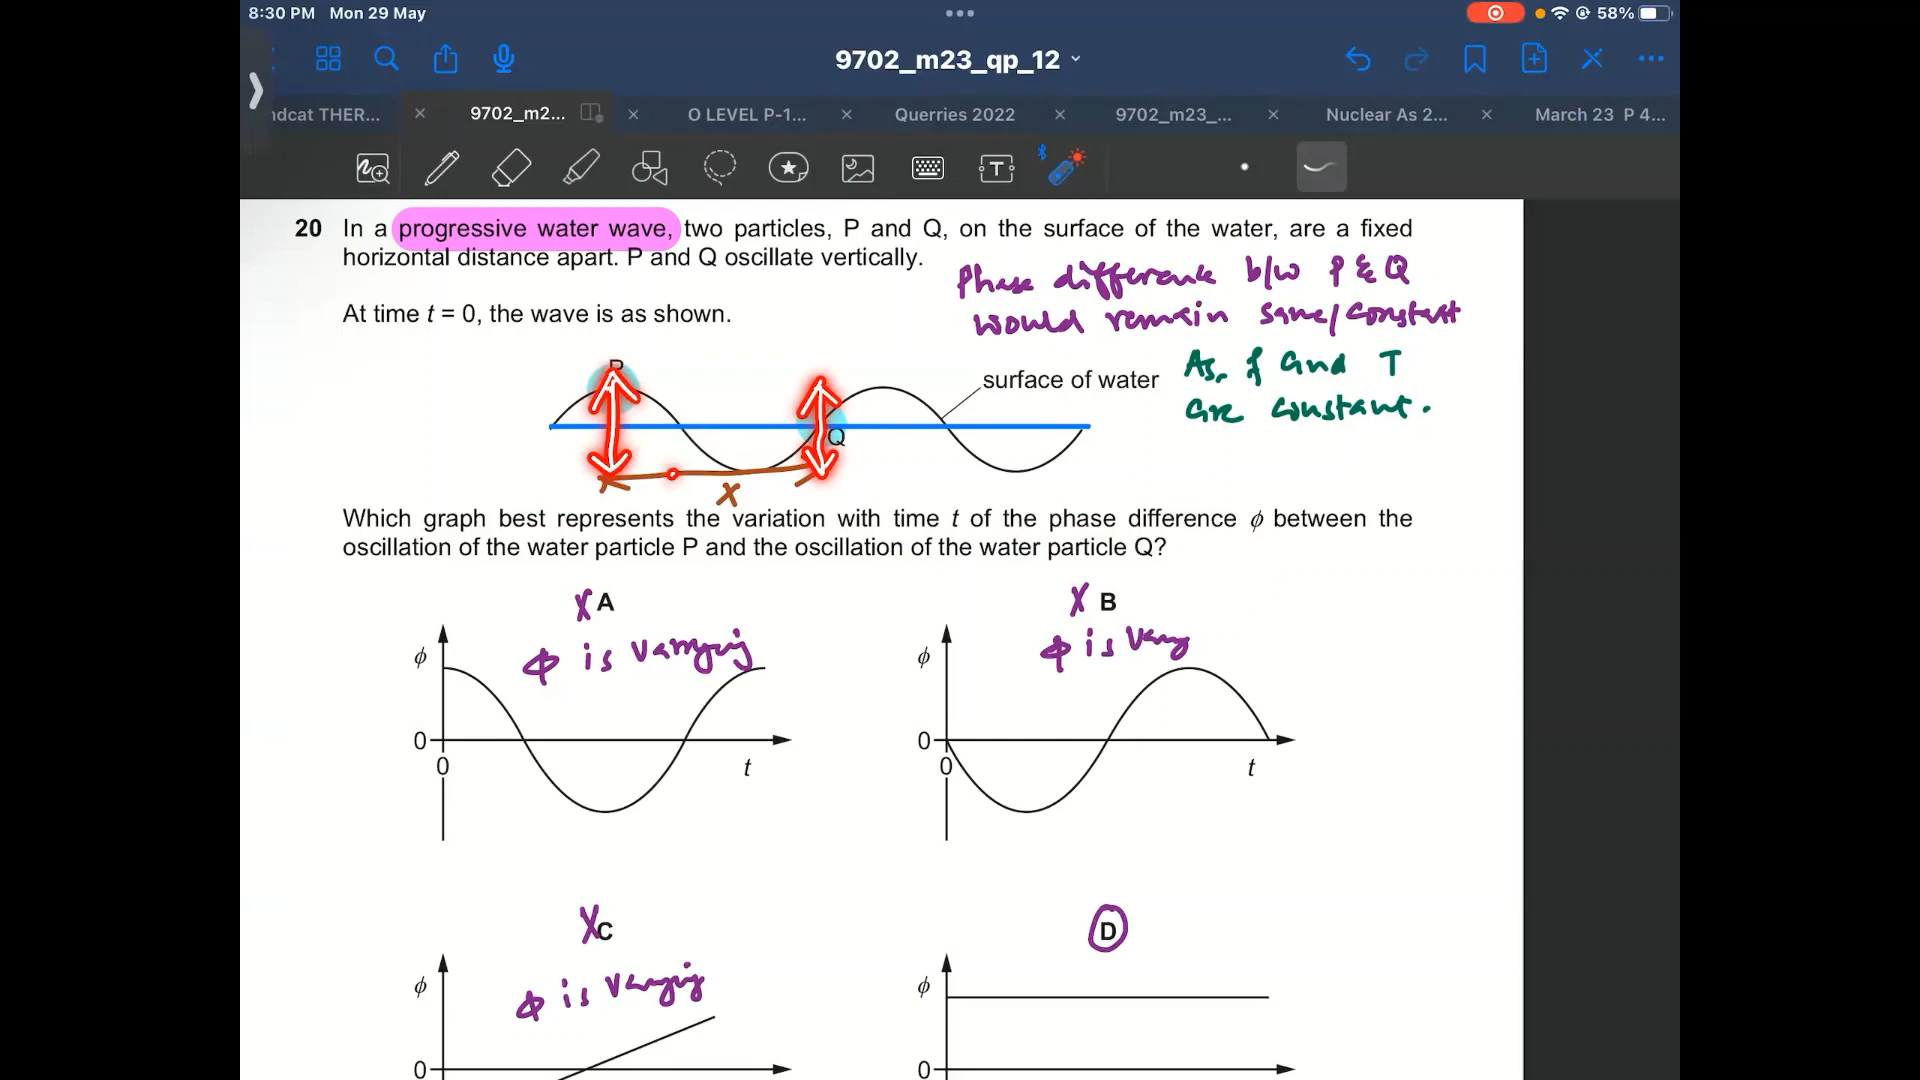 8:30 PM Mon 29 May
58%
9702_m23_qp_12
ndcat THER...
9702_m2...
O LEVEL P-1...
Querries 2022
9702_m23_...
Nuclear As 2...
March 23 P 4...
20 In a progressive water wave, two particles, P and Q, on the surface of the water, are a fixed
horizontal distance apart. P and Q oscillate vertically.
Phase difference b/w P & Q
would remain same/constant
At time t = 0, the wave is as shown.
As, f and T
are constant.
P
surface of water
Q
x
Which graph best represents the variation with time t of the phase difference ϕ between the
oscillation of the water particle P and the oscillation of the water particle Q?
X A
ϕ is varrying
ϕ
0
0
t
X B
ϕ is vary
ϕ
0
0
t
X C
ϕ is varying
ϕ
0
D
ϕ
0